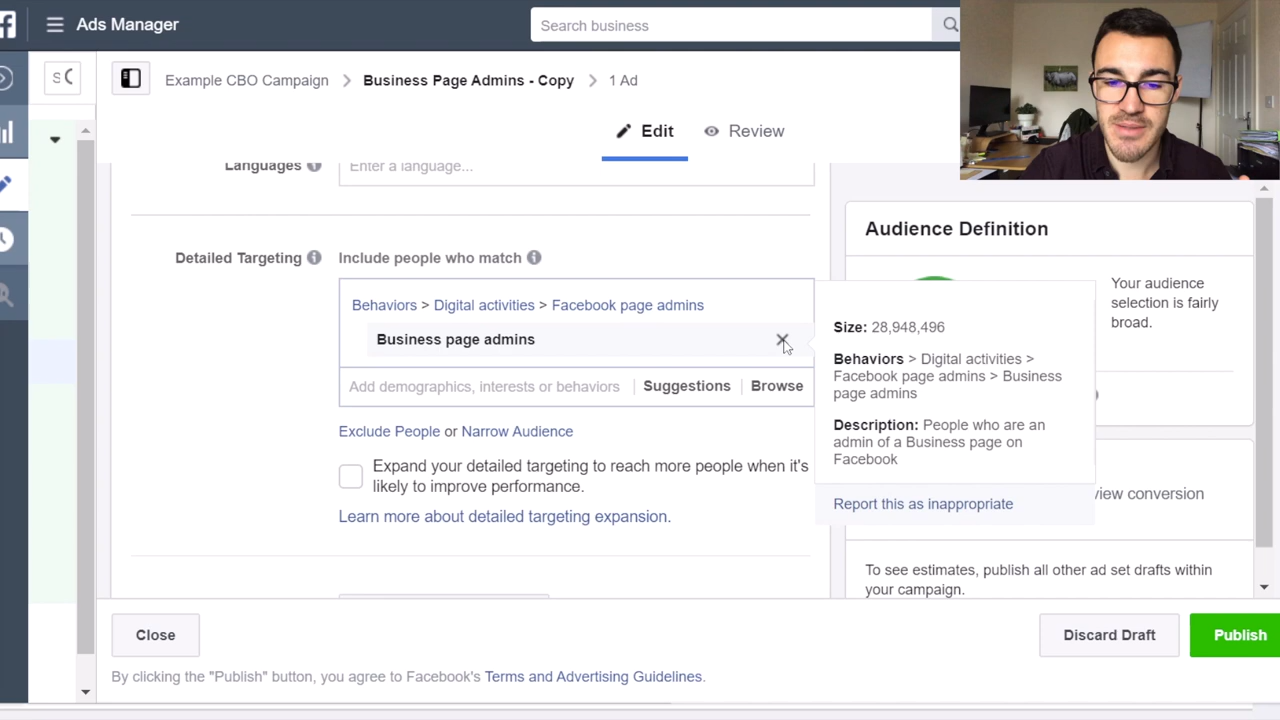 Ads Manager
Search business
Example CBO Campaign > Business Page Admins - Copy > 1 Ad
Edit
Review
Languages
Enter a language...
Detailed Targeting
Include people who match
Behaviors > Digital activities > Facebook page admins
Business page admins
Add demographics, interests or behaviors
Suggestions
Browse
Exclude People or Narrow Audience
Expand your detailed targeting to reach more people when it's
likely to improve performance.
Learn more about detailed targeting expansion.
Audience Definition
Your audience
selection is fairly
broad.
Size: 28,948,496
Behaviors > Digital activities >
Facebook page admins > Business
page admins
Description: People who are an
admin of a Business page on
Facebook
Report this as inappropriate
view conversion
To see estimates, publish all other ad set drafts within
your campaign.
Close
Discard Draft
Publish
By clicking the "Publish" button, you agree to Facebook's Terms and Advertising Guidelines.